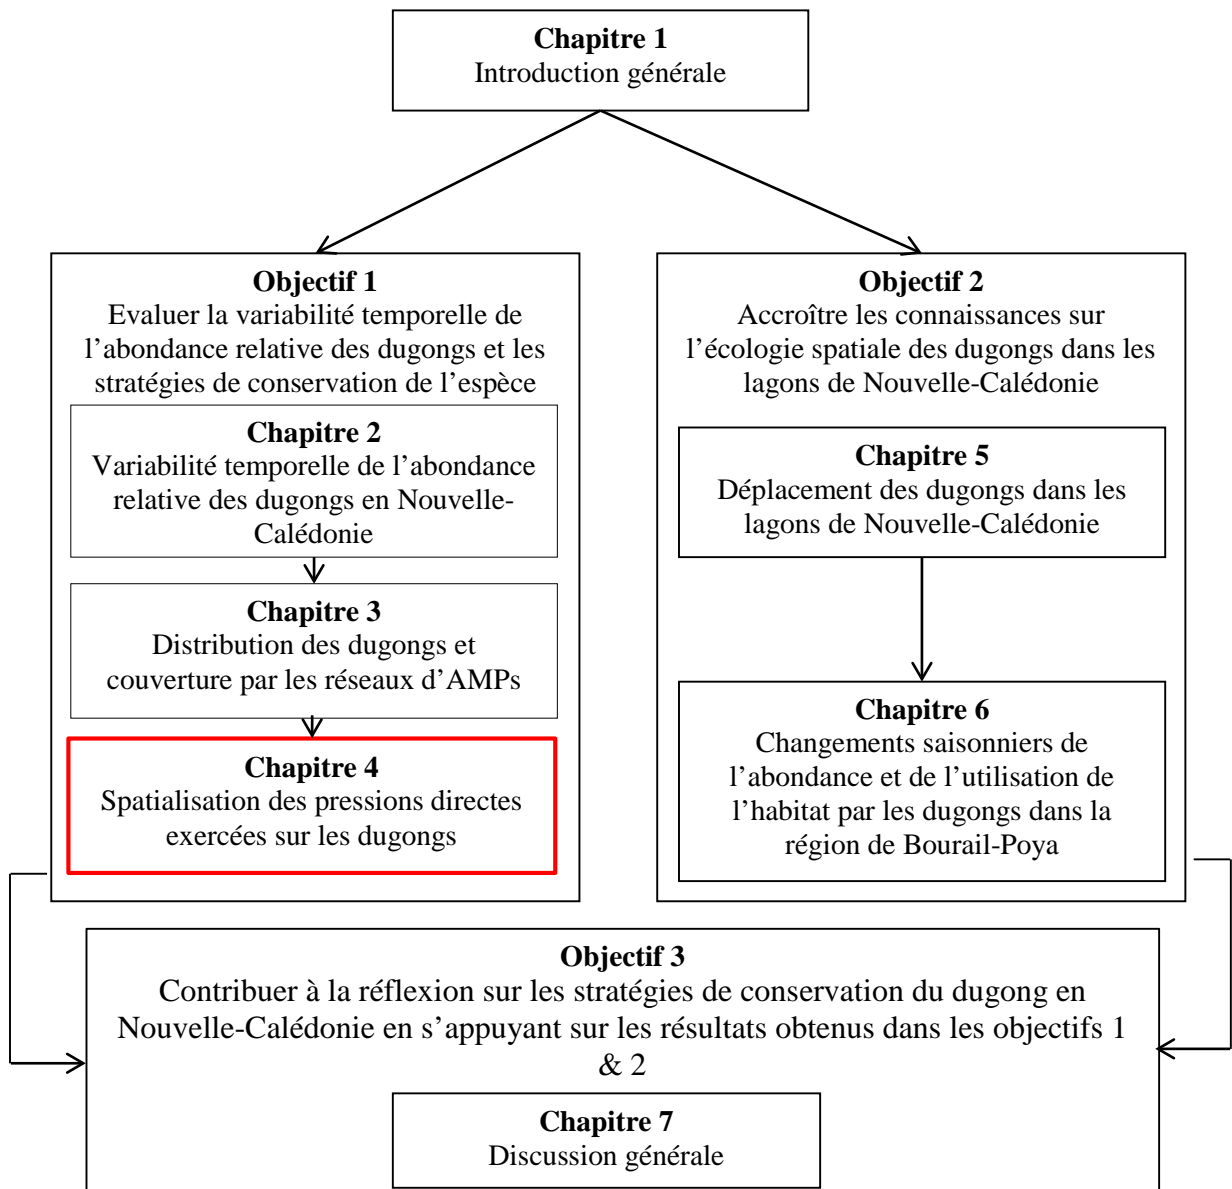 Chapitre 1
Introduction générale
Objectif 1
Evaluer la variabilité temporelle de
l’abondance relative des dugongs et les
stratégies de conservation de l’espèce
Chapitre 2
Variabilité temporelle de l’abondance
relative des dugongs en Nouvelle-
Calédonie
Chapitre 3
Distribution des dugongs et
couverture par les réseaux d’AMPs
Chapitre 4
Spatialisation des pressions directes
exercées sur les dugongs
Objectif 2
Accroître les connaissances sur
l’écologie spatiale des dugongs dans les
lagons de Nouvelle-Calédonie
Chapitre 5
Déplacement des dugongs dans les
lagons de Nouvelle-Calédonie
Chapitre 6
Changements saisonniers de
l’abondance et de l’utilisation de
l’habitat par les dugongs dans la
région de Bourail-Poya
Objectif 3
Contribuer à la réflexion sur les stratégies de conservation du dugong en
Nouvelle-Calédonie en s’appuyant sur les résultats obtenus dans les objectifs 1
& 2
Chapitre 7
Discussion générale